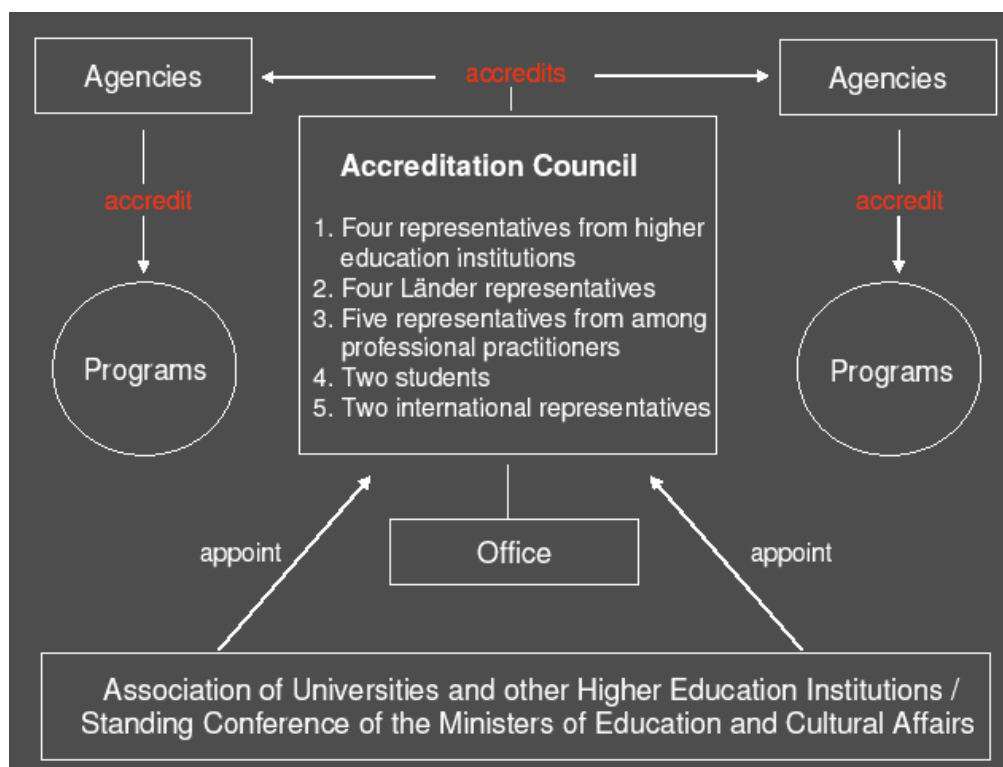 Agencies
accredits
Agencies
accredit
accredit
Programs
Programs
Accreditation Council
1. Four representatives from higher
education institutions
2. Four Länder representatives
3. Five representatives from among
professional practitioners
4. Two students
5. Two international representatives
appoint
Office
appoint
Association of Universities and other Higher Education Institutions /
Standing Conference of the Ministers of Education and Cultural Affairs